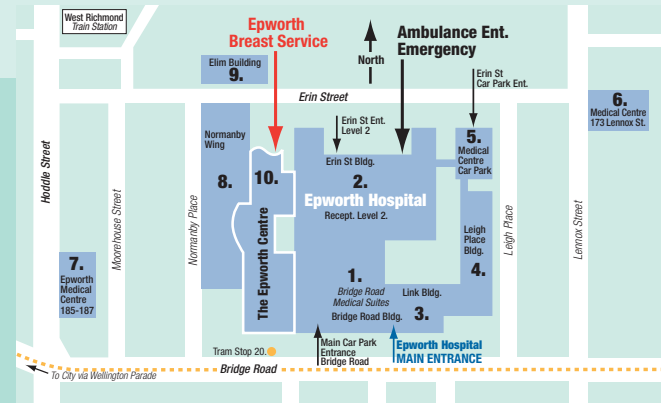 West Richmond
Train Station
Epworth
Breast Service
North
Ambulance Ent.
Emergency
Elim Building
9.
Erin St
Car Park Ent.
Erin Street
6.
Medical Centre
173 Lennox St.
Normanby
Wing
8.
10.
The Epworth Centre
Erin St Ent.
Level 2
Erin St Bldg.
2.
Epworth Hospital
Recept. Level 2.
5.
Medical
Centre
Car Park
Hoddle Street
Moorehouse Street
Normanby Place
Leigh Place
Lennox Street
7.
Epworth
Medical
Centre
185-187
Leigh
Place
Bldg.
4.
1.
Bridge Road
Medical Suites
Bridge Road Bldg.
Link Bldg.
3.
Tram Stop 20.
Main Car Park
Entrance
Bridge Road
Epworth Hospital
MAIN ENTRANCE
Bridge Road
To City via Wellington Parade